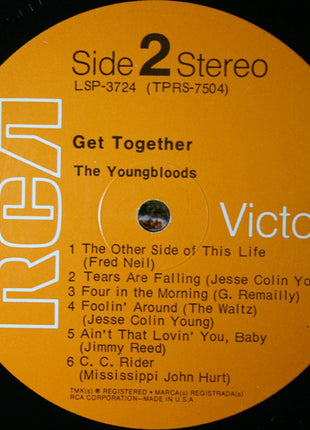 Side 2 Stereo
LSP-3724 (TPRS-7504)
RCA
Get Together
The Youngbloods
Victo
1 The Other Side of This Life
(Fred Neil)
2 Tears Are Falling (Jesse Colin Yo
3 Four in the Morning (G. Remailly)
4 Foolin' Around (The Waltz)
(Jesse Colin Young)
5 Ain't That Lovin' You, Baby
(Jimmy Reed)
6 C. C. Rider
(Mississippi John Hurt)
TMK(s) ® REGISTERED • MARCA(S) REGISTRADA(S)
RCA CORPORATION—MADE IN U.S.A.